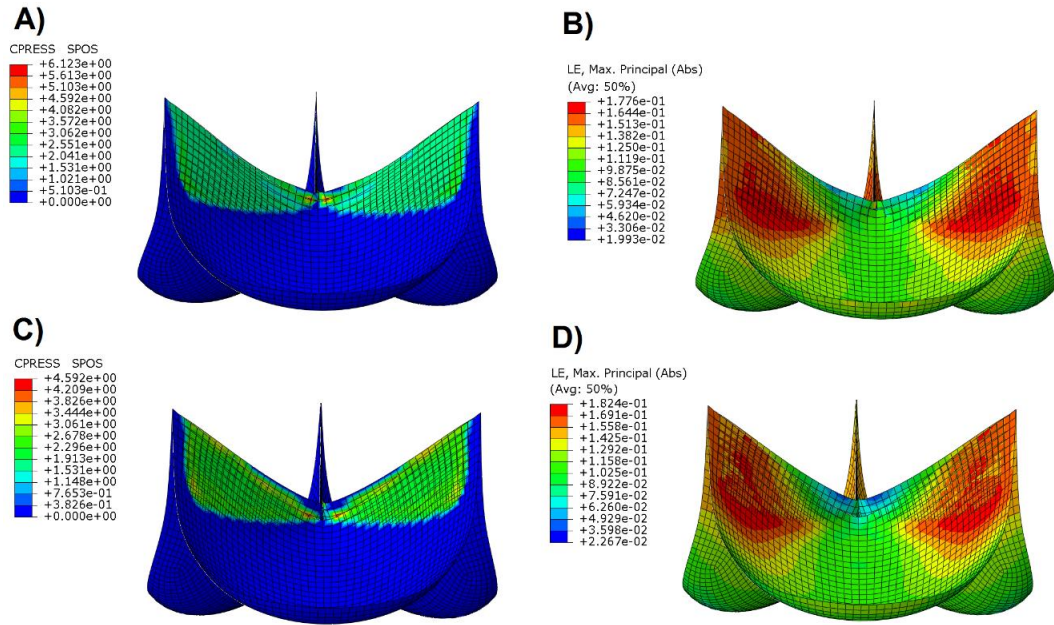 A)
CPRESS SPOS
+6.123e+00
+5.613e+00
+5.103e+00
+4.592e+00
+4.082e+00
+3.572e+00
+3.062e+00
+2.551e+00
+2.041e+00
+1.531e+00
+1.021e+00
+5.103e-01
+0.000e+00
B)
LE, Max. Principal (Abs)
(Avg: 50%)
+1.776e-01
+1.644e-01
+1.513e-01
+1.382e-01
+1.250e-01
+1.119e-01
+9.875e-02
+8.561e-02
+7.247e-02
+5.934e-02
+4.620e-02
+3.306e-02
+1.993e-02
C)
CPRESS SPOS
+4.592e+00
+4.209e+00
+3.826e+00
+3.444e+00
+3.061e+00
+2.678e+00
+2.296e+00
+1.913e+00
+1.531e+00
+1.148e+00
+7.653e-01
+3.826e-01
+0.000e+00
D)
LE, Max. Principal (Abs)
(Avg: 50%)
+1.824e-01
+1.691e-01
+1.558e-01
+1.425e-01
+1.292e-01
+1.158e-01
+1.025e-01
+8.922e-02
+7.591e-02
+6.260e-02
+4.929e-02
+3.598e-02
+2.267e-02